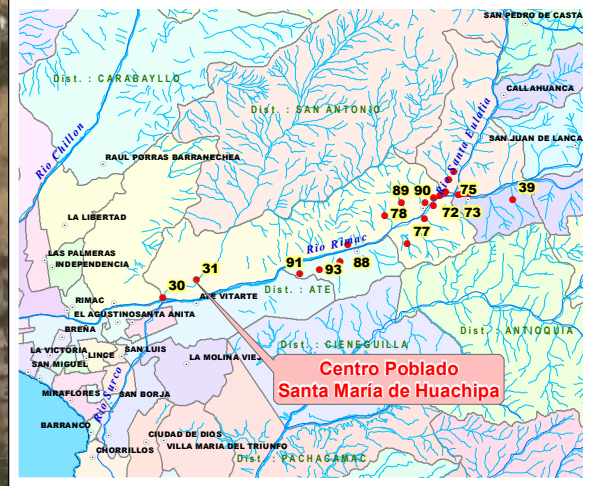 SAN PEDRO DE CASTA
Dist. : CARABAYLLO
CALLAHUANCA
Dist. : SAN ANTONIO
Rio Chillon
Rio Santa Eulalia
SAN JUAN DE LANCA
RAUL PORRAS BARRANECHEA
89 90 75 39
78 72 73
LA LIBERTAD
77
Rio Rimac
LAS PALMERAS
INDEPENDENCIA
88
91 93
31
30
Dist. : ATE
RIMAC
ATE VITARTE
EL AGUSTINO SANTA ANITA
BREÑA
Dist. : ANTIOQUIA
LA VICTORIA
LINCE
SAN LUIS
Dist. : CIENEGUILLA
SAN MIGUEL
LA MOLINA VIEJ
Centro Poblado
Santa María de Huachipa
MIRAFLORES
SAN BORJA
Rio Surco
BARRANCO
CIUDAD DE DIOS
VILLA MARIA DEL TRIUNFO
CHORRILLOS
Dist. : PACHACAMAC